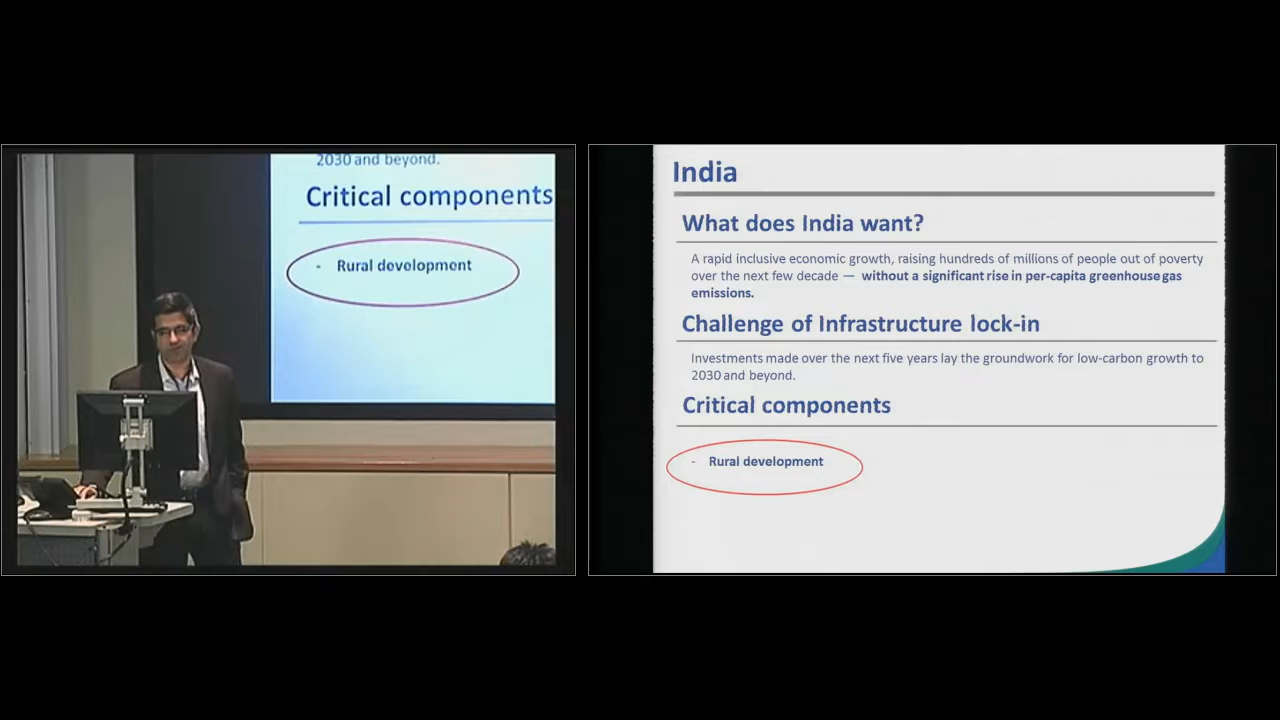 2030 and beyond.
Critical components
- Rural development
India
What does India want?
A rapid inclusive economic growth, raising hundreds of millions of people out of poverty
over the next few decade — without a significant rise in per-capita greenhouse gas
emissions.
Challenge of Infrastructure lock-in
Investments made over the next five years lay the groundwork for low-carbon growth to
2030 and beyond.
Critical components
- Rural development